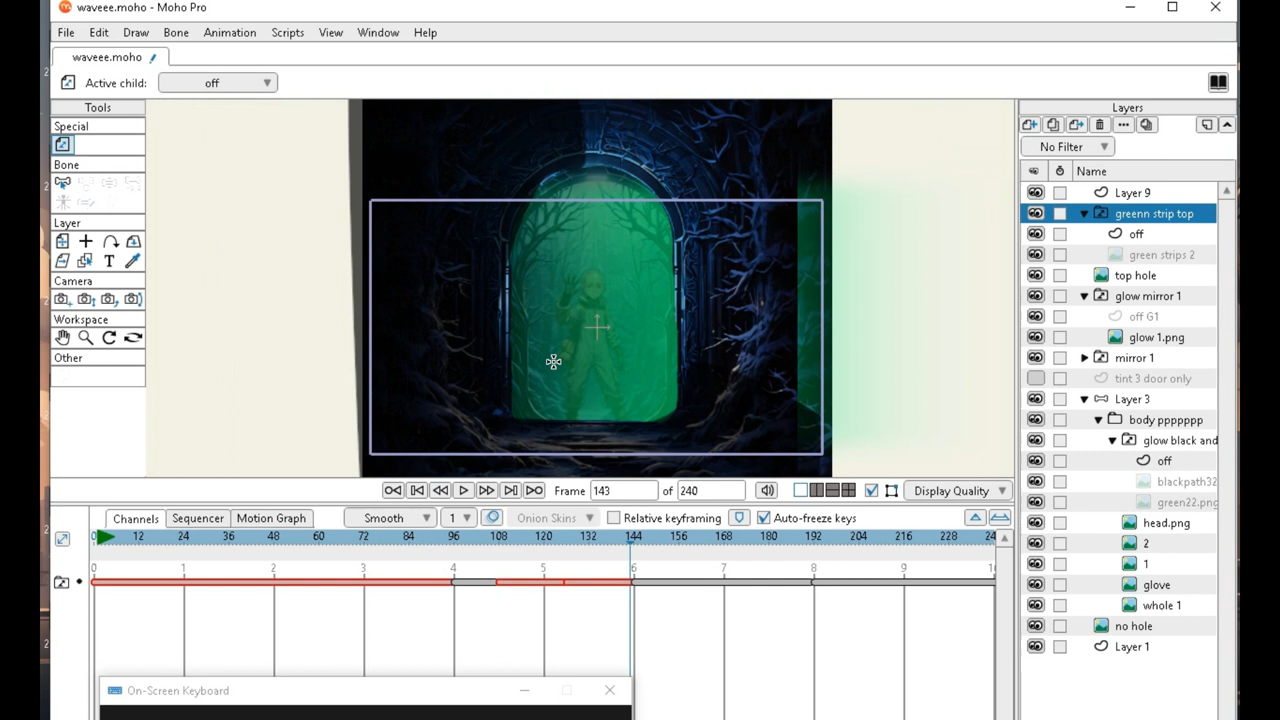 waveee.moho - Moho Pro
File Edit Draw Bone Animation Scripts View Window Help
waveee.moho
Active child: off
Tools
Special
Bone
Layer
Camera
Workspace
Other
Layers
No Filter
Name
Layer 9
greenn strip top
off
green strips 2
top hole
glow mirror 1
off G1
glow 1.png
mirror 1
tint 3 door only
Layer 3
body ppppppp
glow black and
off
blackpath32
green22.png
head.png
2
1
glove
whole 1
no hole
Layer 1
Frame 143 of 240 Display Quality
Channels Sequencer Motion Graph Smooth 1 Onion Skins Relative keyframing Auto-freeze keys
0 12 24 36 48 60 72 84 96 108 120 132 144 156 168 180 192 204 216 228 24
0 1 2 3 4 5 6 7 8 9 10
On-Screen Keyboard